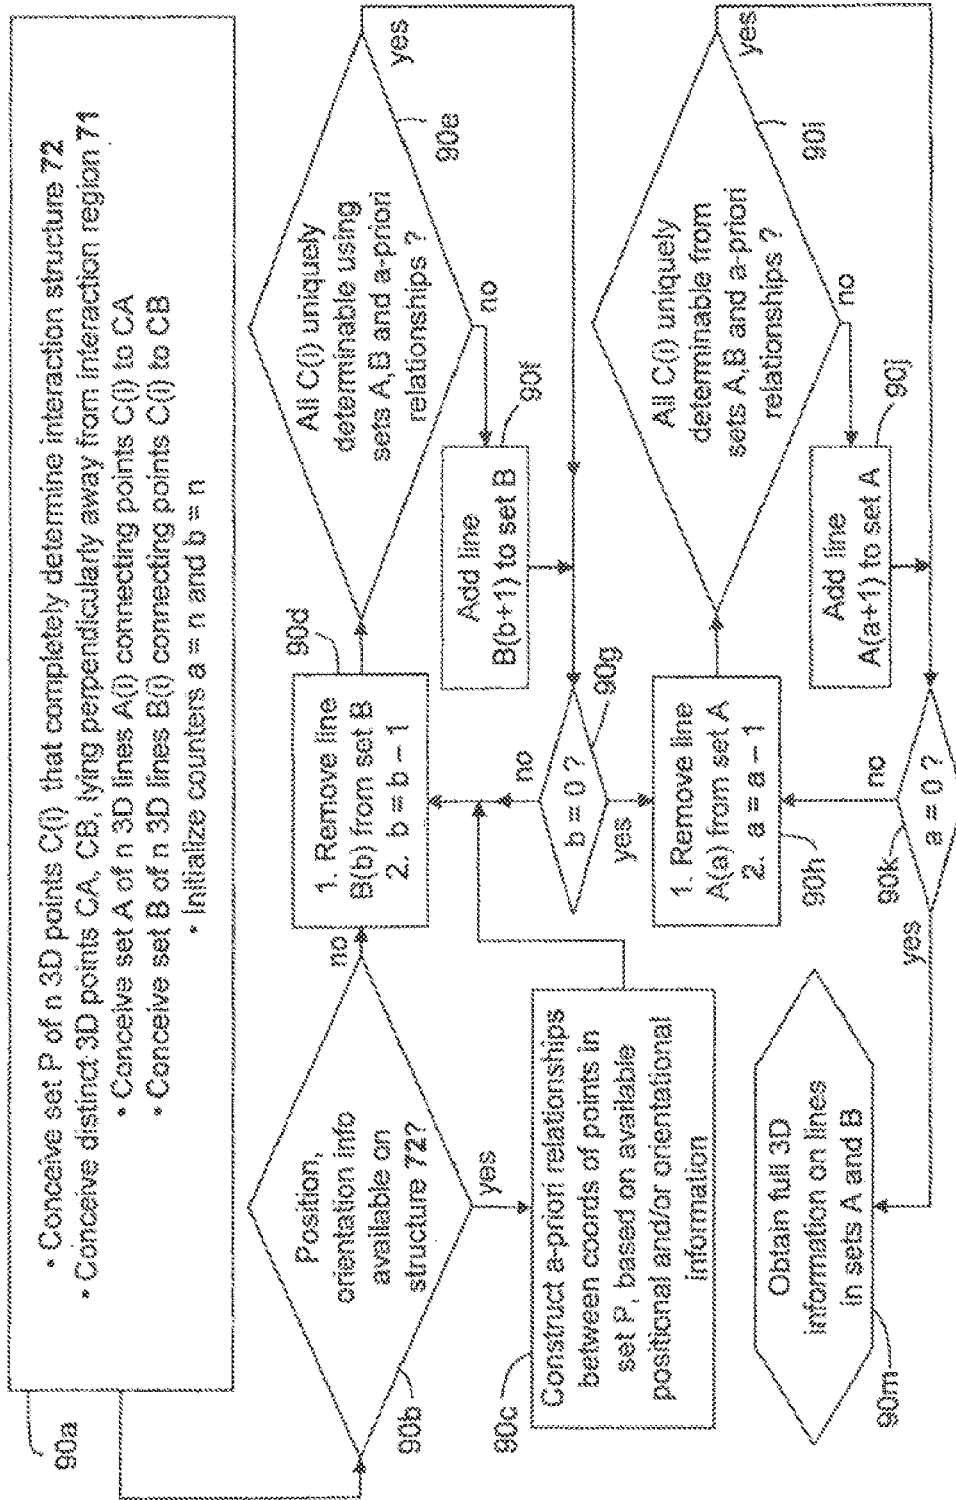 • Conceive set P of n 3D points C(i) that completely determine interaction structure 72
• Conceive distinct 3D points CA, CB, lying perpendicularly away from interaction region 71
• Conceive set A of n 3D lines A(i) connecting points C(i) to CA
• Conceive set B of n 3D lines B(i) connecting points C(i) to CB
• Initialize counters a = n and b = n
90a
Position,
orientation info
available on
structure 72?
90b
no
yes
Construct a-priori relationships
between coords of points in
set P, based on available
positional and/or orientational
information
90c
1. Remove line
B(b) from set B
2. b = b – 1
90d
All C(i) uniquely
determinable using
sets A,B and a-priori
relationships ?
90e
yes
no
Add line
B(b+1) to set B
90f
b = 0 ?
90g
no
yes
1. Remove line
A(a) from set A
2. a = a – 1
90h
All C(i) uniquely
determinable from
sets A,B and a-priori
relationships ?
90i
yes
no
Add line
A(a+1) to set A
90j
a = 0 ?
90k
no
yes
Obtain full 3D
information on lines
in sets A and B
90m